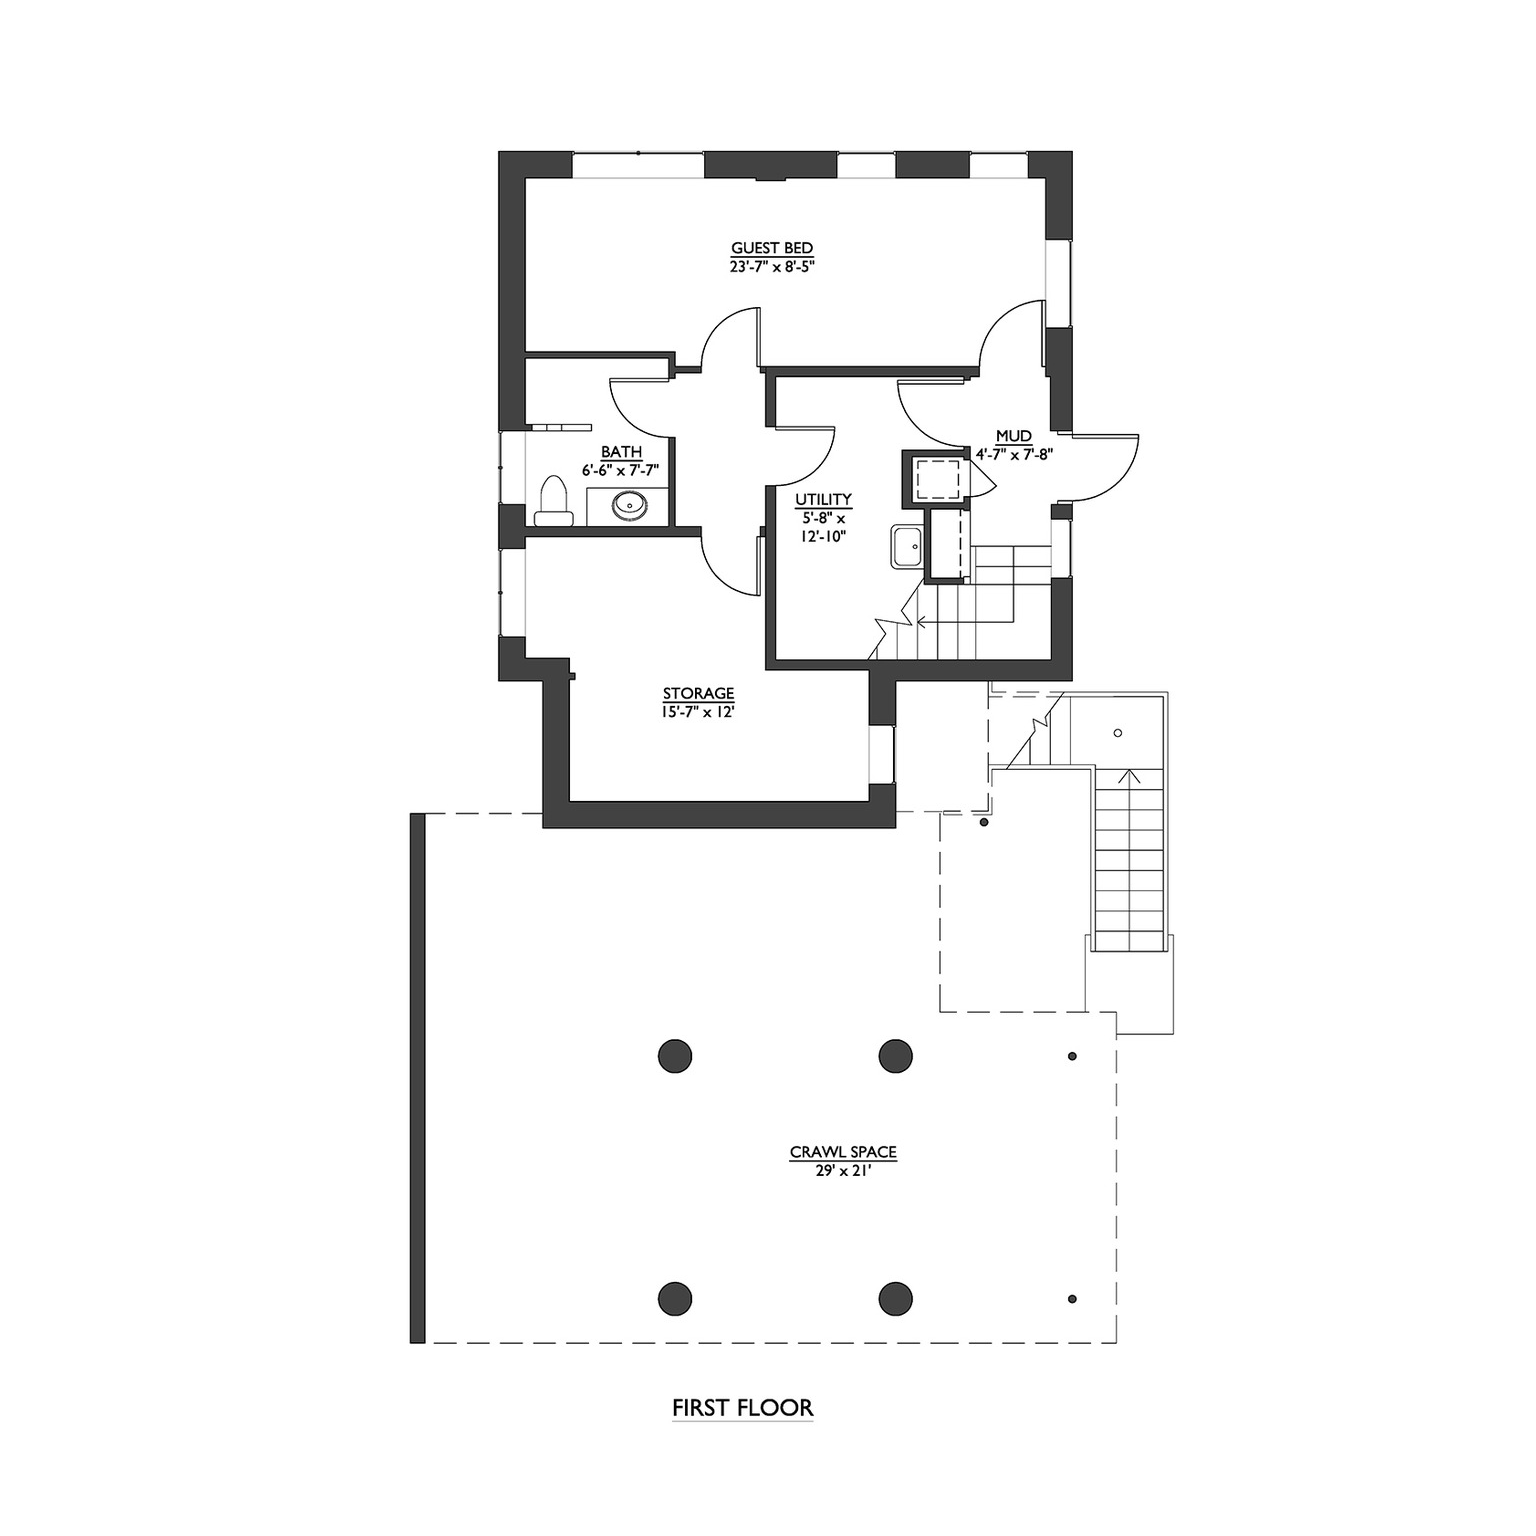 GUEST BED
23'-7" x 8'-5"
MUD
4'-7" x 7'-8"
BATH
6'-6" x 7'-7"
UTILITY
5'-8" x
12'-10"
STORAGE
15'-7" x 12'
CRAWL SPACE
29' x 21'
FIRST FLOOR